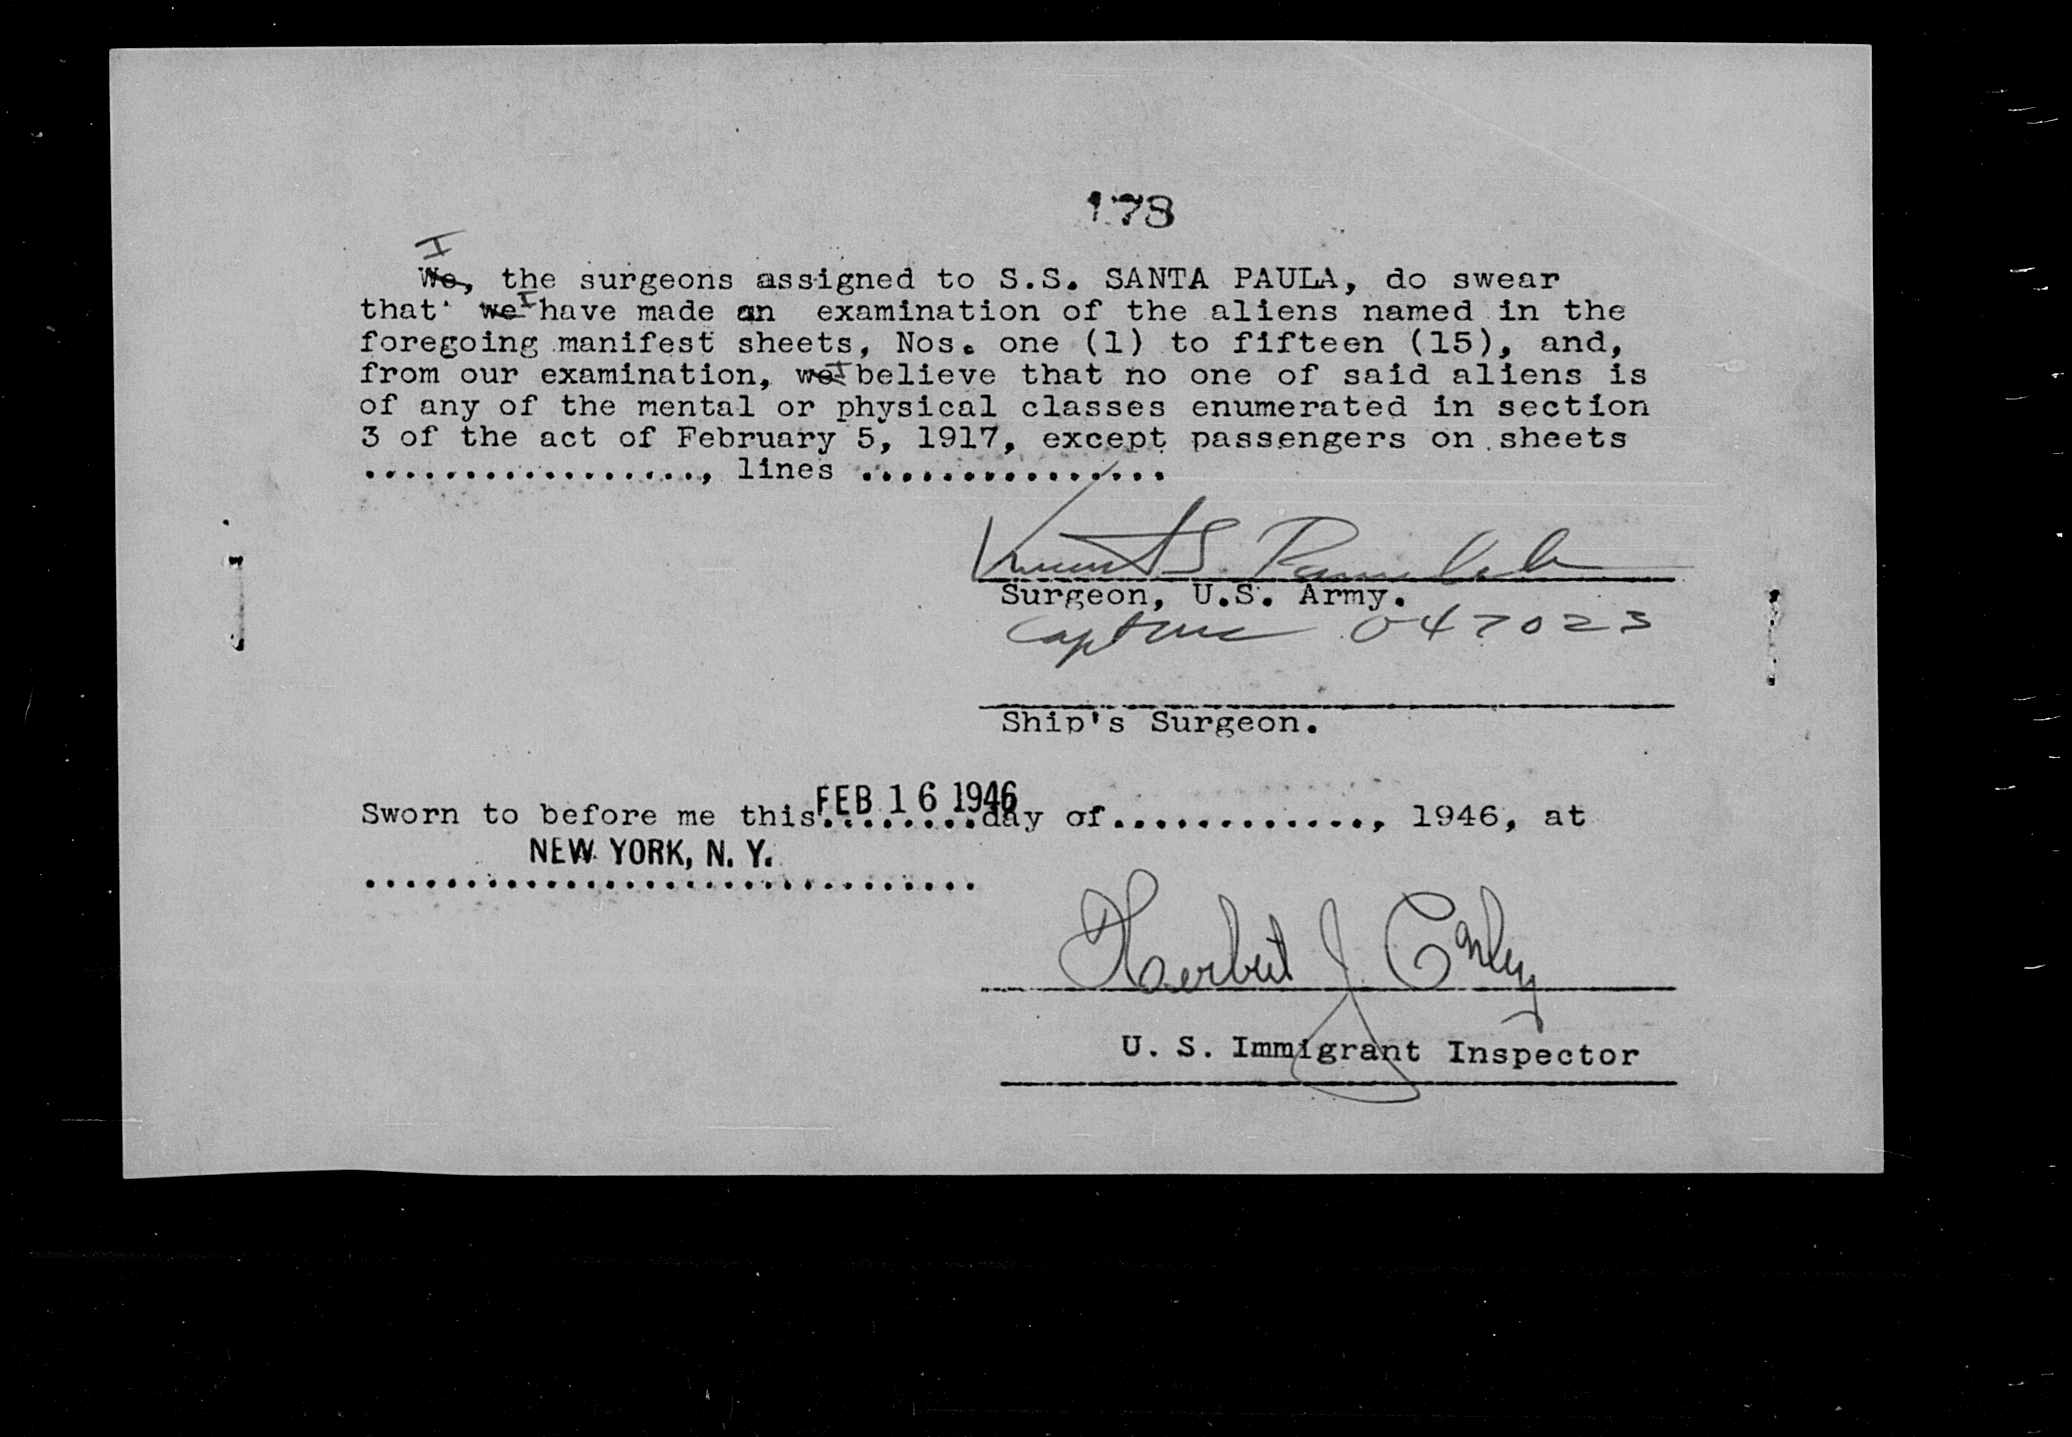 178
I
We, the surgeons assigned to S.S. SANTA PAULA, do swear
that we I have made an examination of the aliens named in the
foregoing manifest sheets, Nos. one (1) to fifteen (15), and,
from our examination, we I believe that no one of said aliens is
of any of the mental or physical classes enumerated in section
3 of the act of February 5, 1917, except passengers on sheets
.................., lines ................
S.
Surgeon, U.S. Army.
Capt 047023
Ship's Surgeon.
FEB 16 1946
Sworn to before me this........day of............., 1946, at
NEW YORK, N. Y.
...............................
Herbert J. Conley
U. S. Immigrant Inspector